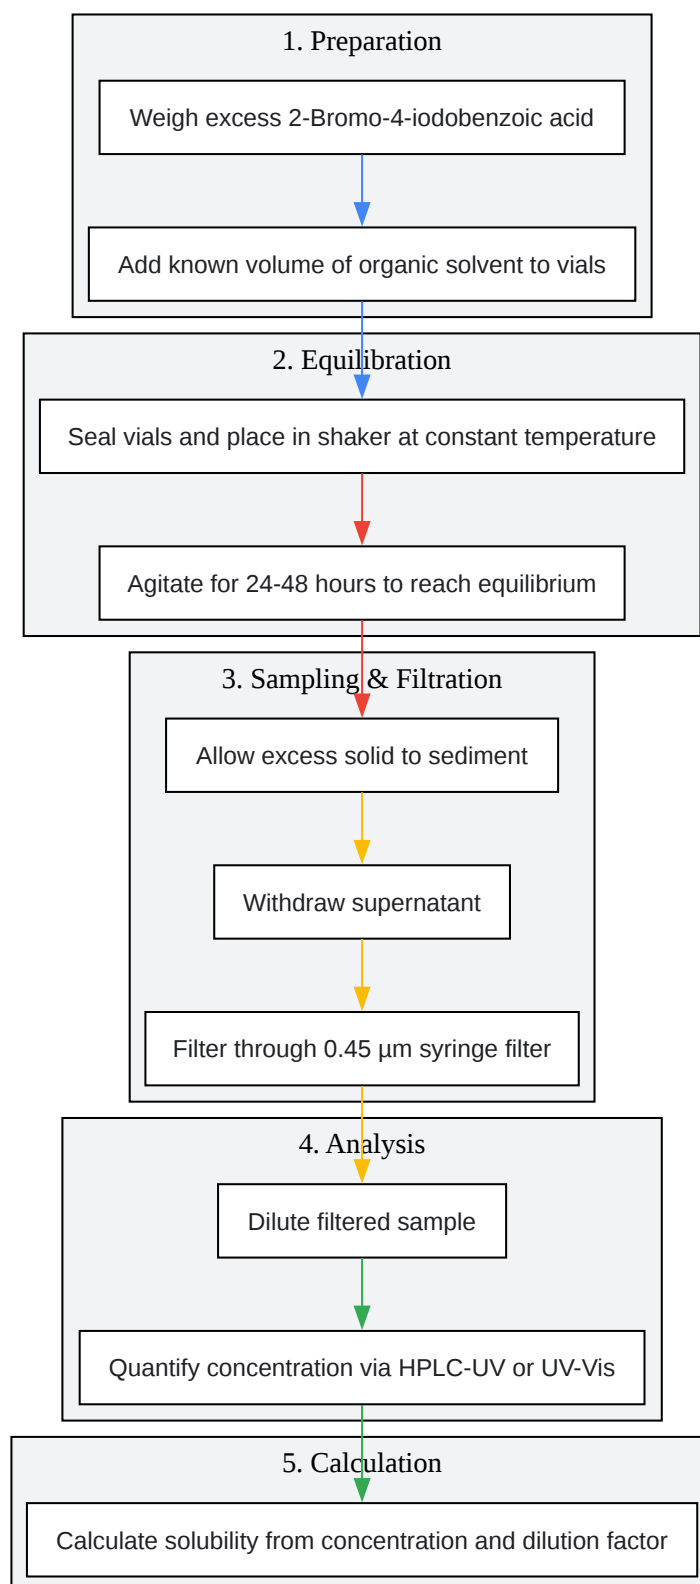 1. Preparation
Weigh excess 2-Bromo-4-iodobenzoic acid
Add known volume of organic solvent to vials
2. Equilibration
Seal vials and place in shaker at constant temperature
Agitate for 24-48 hours to reach equilibrium
3. Sampling & Filtration
Allow excess solid to sediment
Withdraw supernatant
Filter through 0.45 µm syringe filter
4. Analysis
Dilute filtered sample
Quantify concentration via HPLC-UV or UV-Vis
5. Calculation
Calculate solubility from concentration and dilution factor